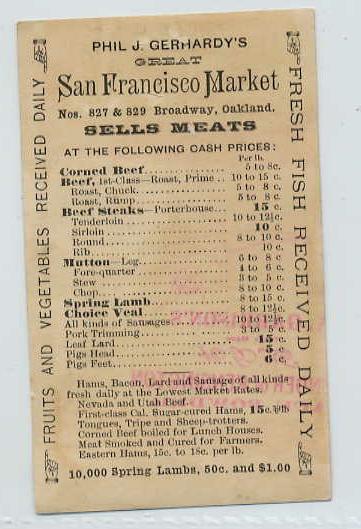 PHIL J. GERHARDY'S
GREAT
San Francisco Market
Nos. 827 & 829 Broadway, Oakland.
SELLS MEATS
AT THE FOLLOWING CASH PRICES:
Per lb.
Corned Beef 5 to 8c.
Beef, 1st-Class—Roast, Prime 10 to 15 c.
Roast, Chuck 5 to 8 c.
Roast, Rump 5 to 8 c.
Beef Steaks—Porterhouse 15 c.
Tenderloin 10 to 12½c.
Sirloin 10 c.
Round 8 to 10 c.
Rib 10 c.
Mutton—Leg 6 to 8 c.
Fore-quarter 4 to 6 c.
Stew 3 to 5 c.
Chop 8 to 10 c.
Spring Lamb 8 to 15 c.
Choice Veal 8 to 12½ c.
All kinds of Sausages 10 to 12½ c.
Pork Trimming 3 to 5 c.
Leaf Lard 15 c.
Pigs Head 5 c.
Pigs Feet 6 c.
Hams, Bacon, Lard and Sausage of all kinds
fresh daily at the Lowest Market Rates.
Nevada and Utah Beef.
First-class Cal. Sugar-cured Hams, 15c. ℔
Tongues, Tripe and Sheep-trotters.
Corned Beef boiled for Lunch Houses.
Meat Smoked and Cured for Farmers.
Eastern Hams, 15c. to 18c. per lb.
10,000 Spring Lambs, 50c. and $1.00
FRUITS AND VEGETABLES RECEIVED DAILY
FRESH FISH RECEIVED DAILY